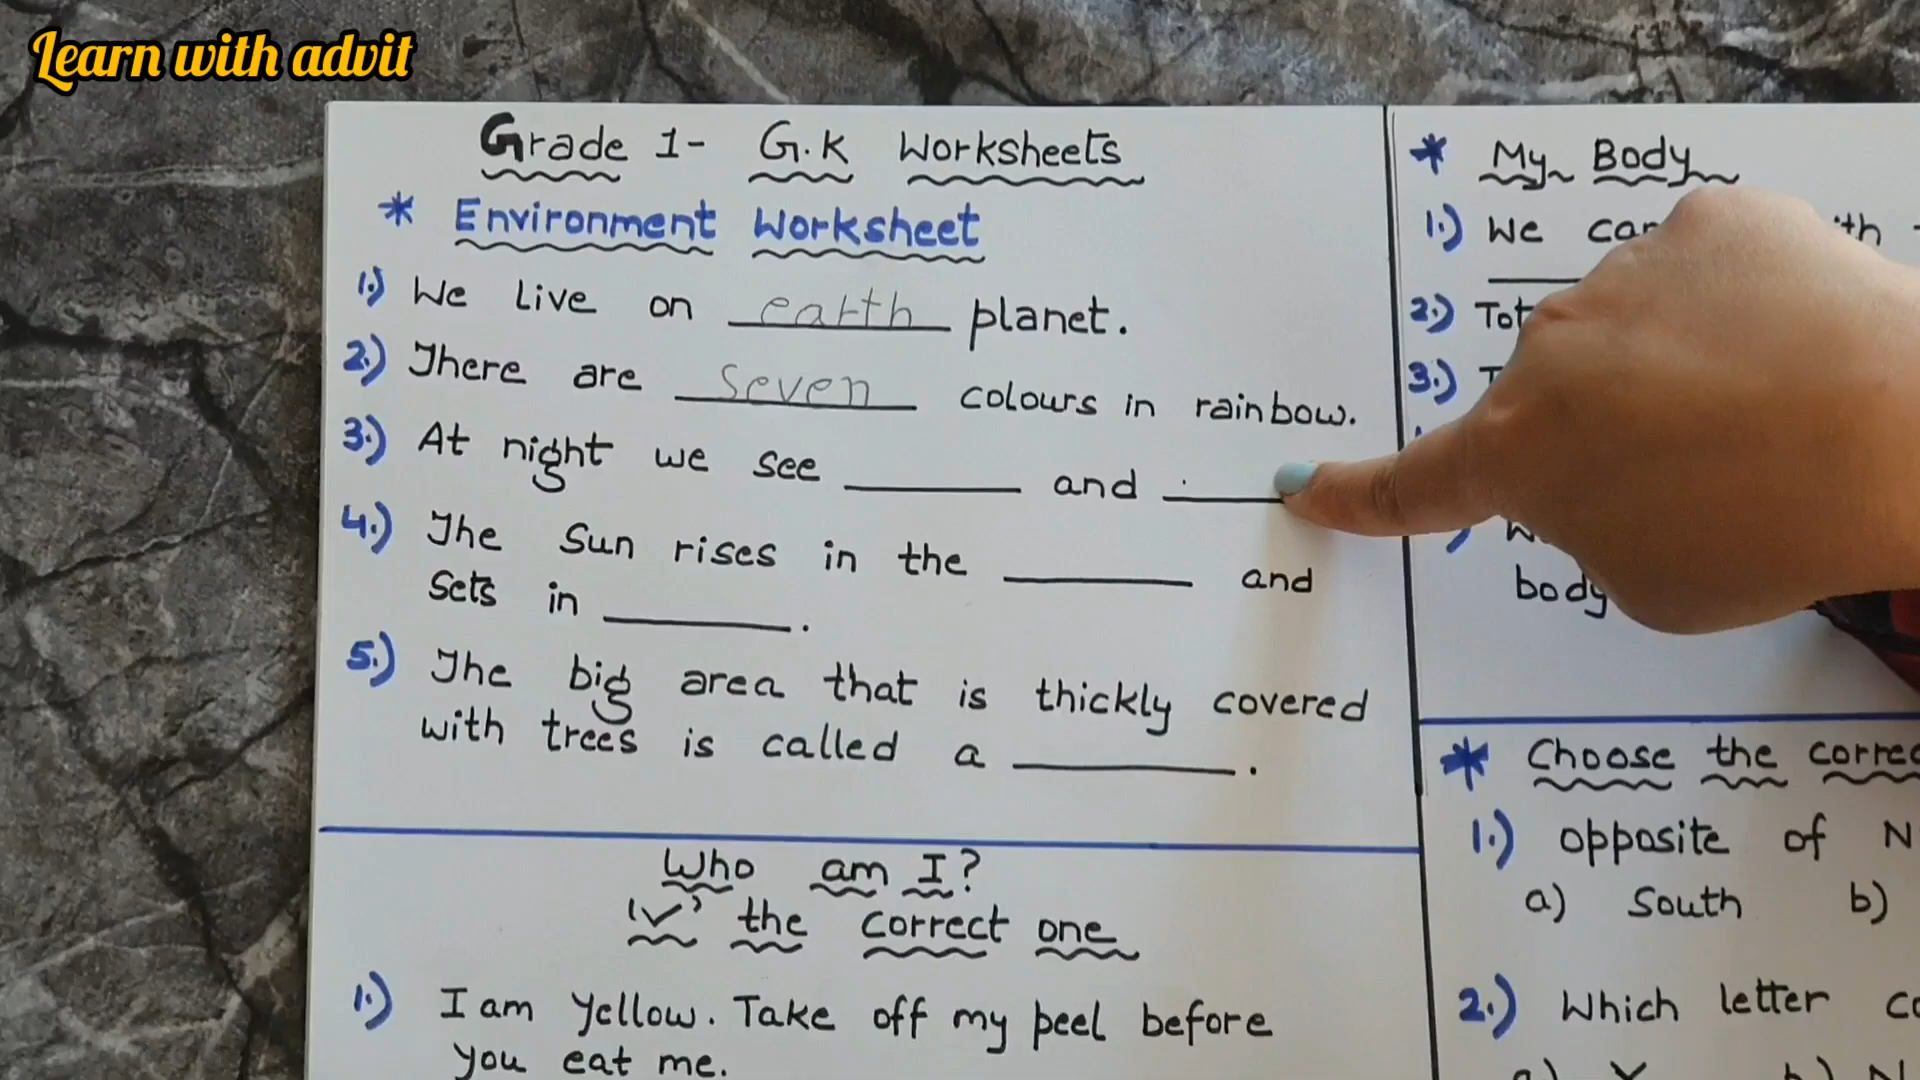 Learn with advit
Grade 1- G.K Worksheets
* Environment Worksheet
1.) We live on earth planet.
2.) There are seven colours in rainbow.
3.) At night we see ______ and ______
4.) The Sun rises in the ______ and
sets in ______.
5.) The big area that is thickly covered
with trees is called a ______.
Who am I?
'✓' the correct one
1.) I am yellow. Take off my peel before
you eat me.
* My Body
1.) We can
2.)
3.)
body
* Choose the
1.) opposite of N
a) South b)
2.) Which letter